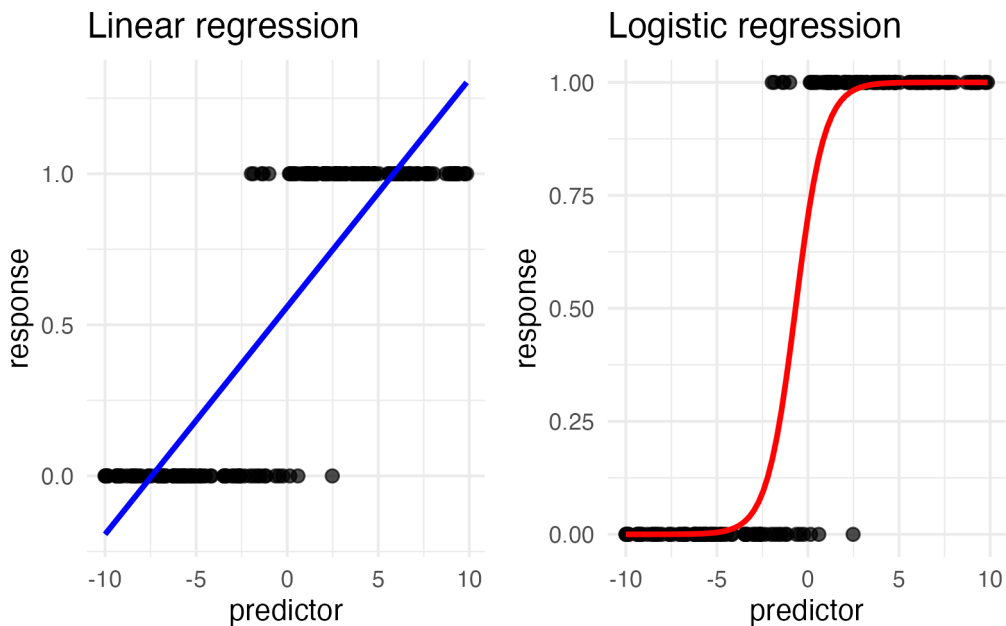 Linear regression
response
1.0
0.5
0.0
-10 -5 0 5 10
predictor
Logistic regression
response
1.00
0.75
0.50
0.25
0.00
-10 -5 0 5 10
predictor